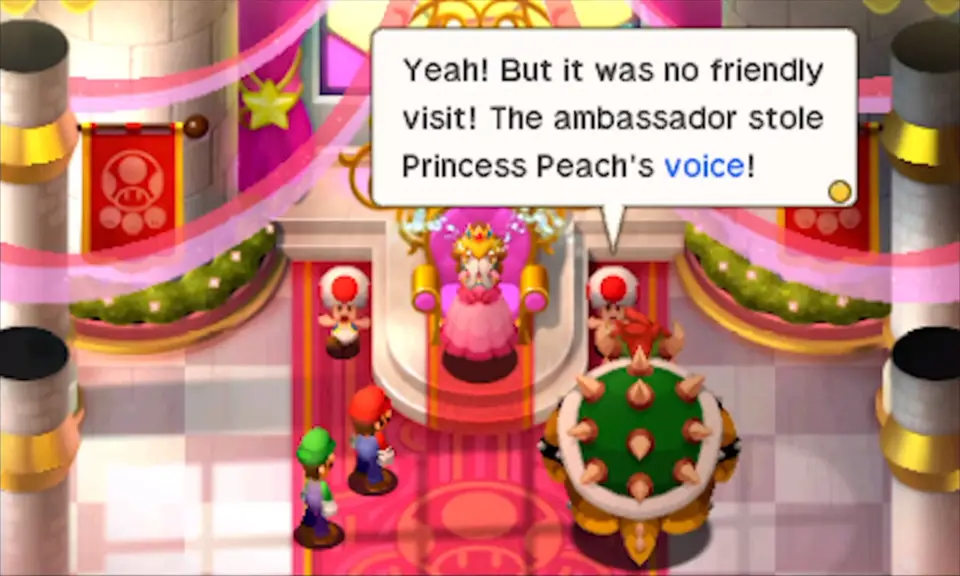 Yeah! But it was no friendly
visit! The ambassador stole
Princess Peach's voice!